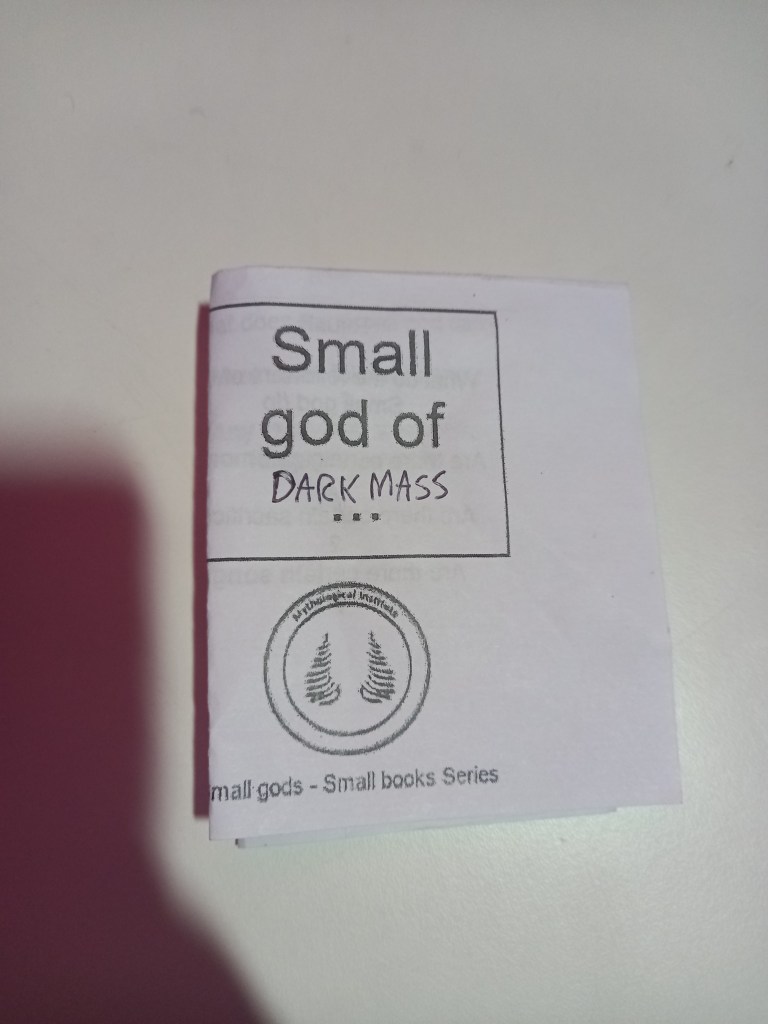 Small
god of
DARK MASS
...
Mythological Institute
mall gods - Small books Series